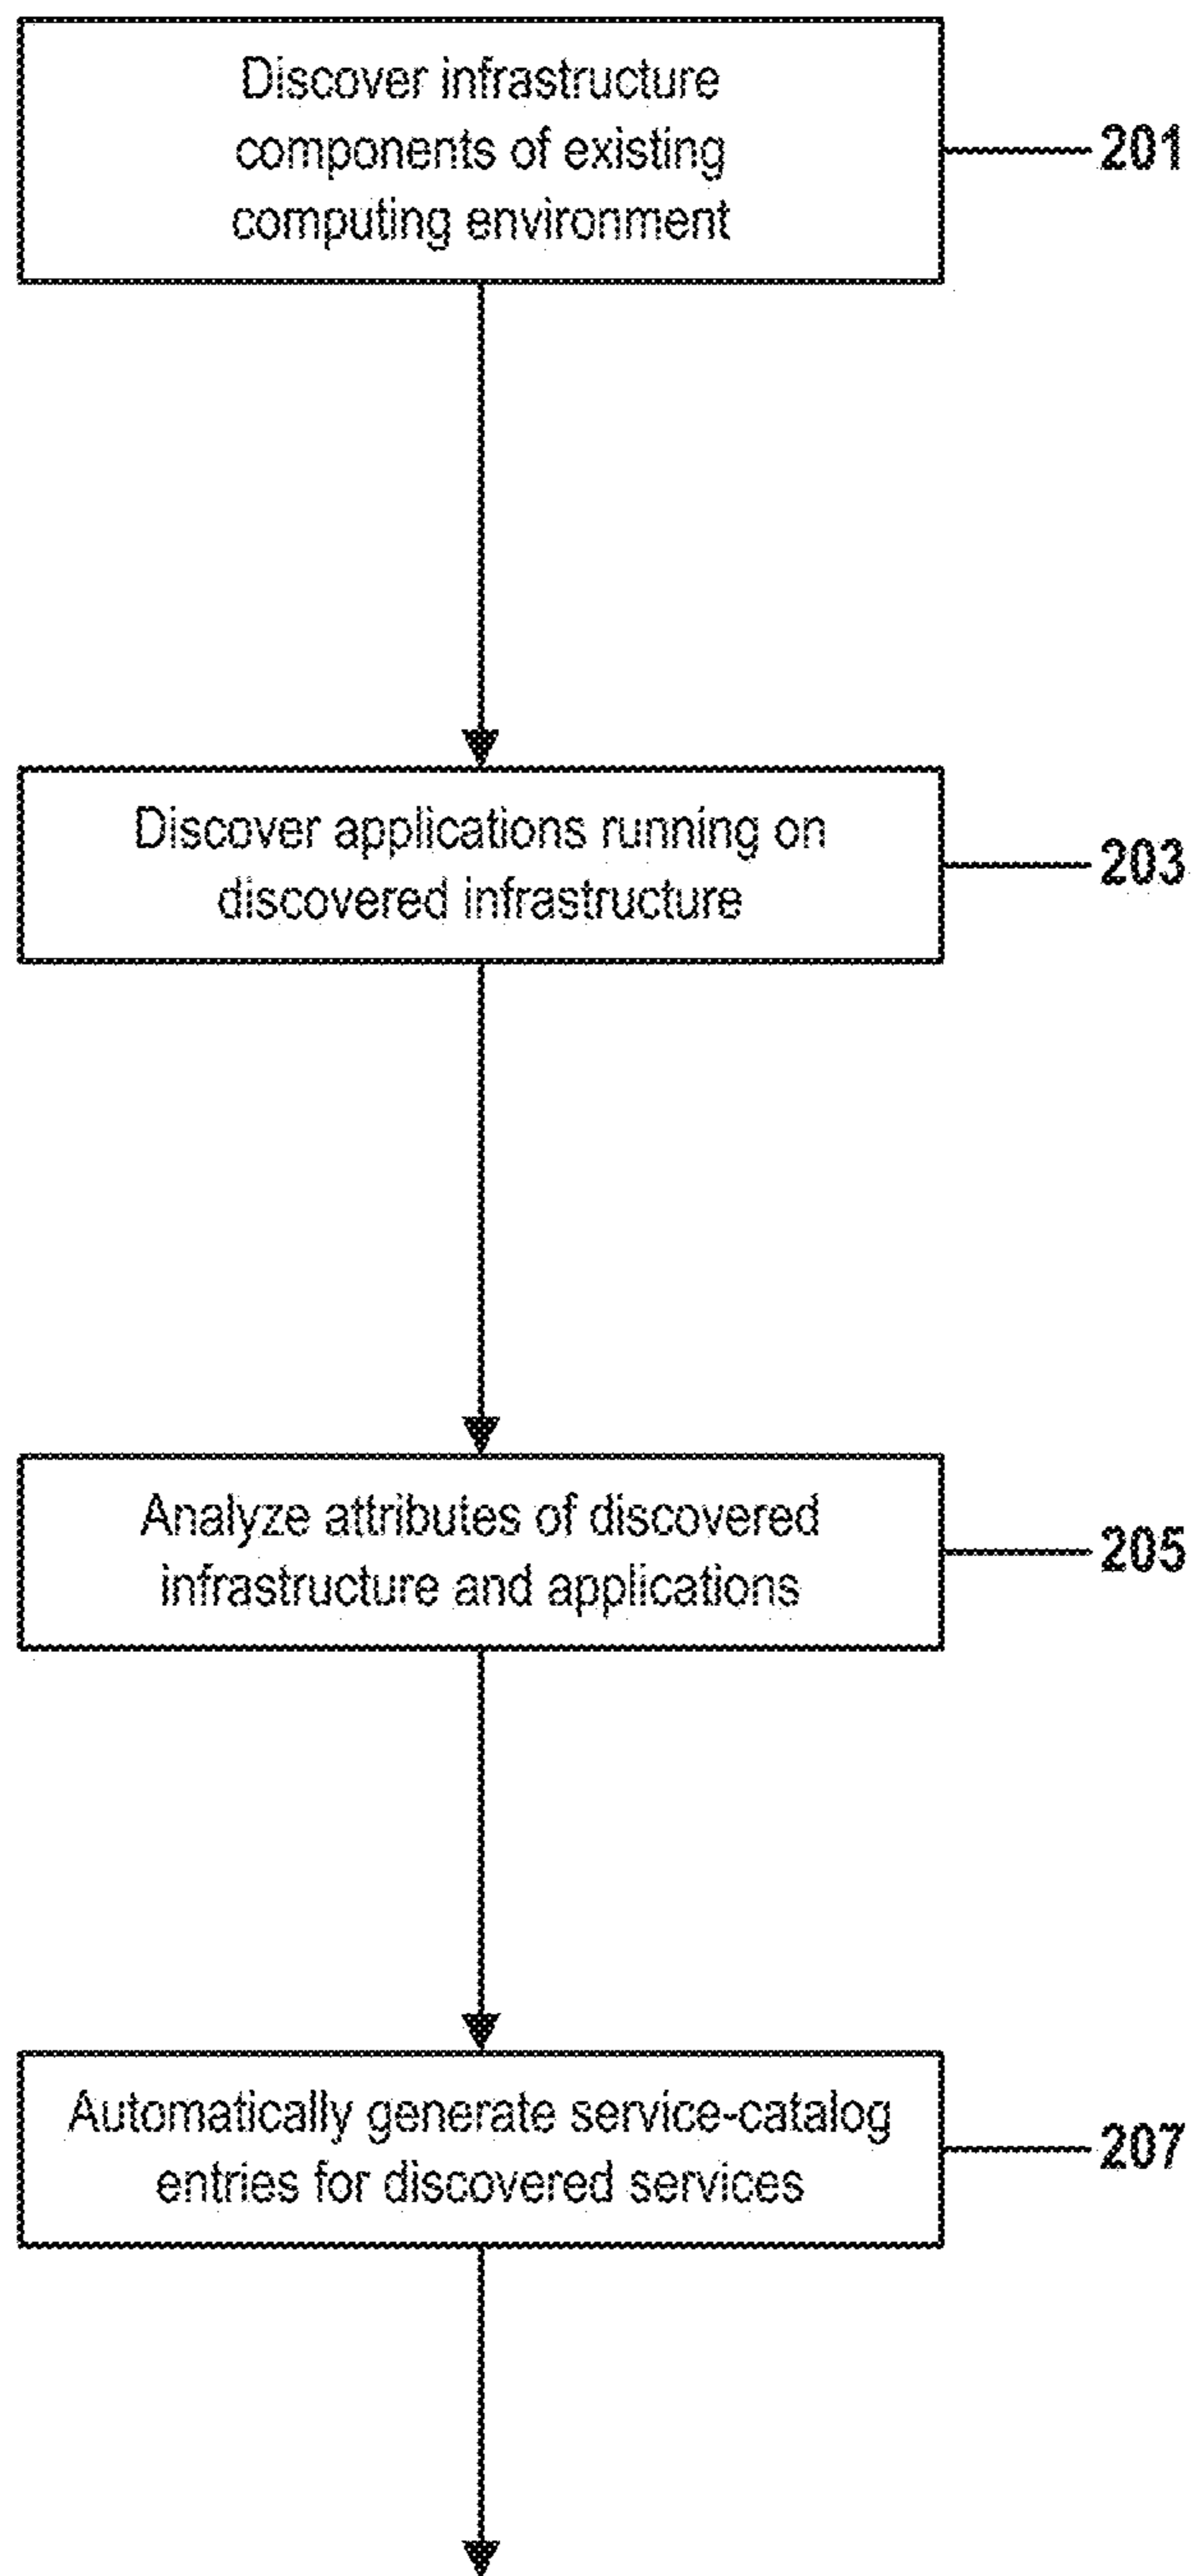 Discover infrastructure
components of existing
computing environment
201
Discover applications running on
discovered infrastructure
203
Analyze attributes of discovered
infrastructure and applications
205
Automatically generate service-catalog
entries for discovered services
207